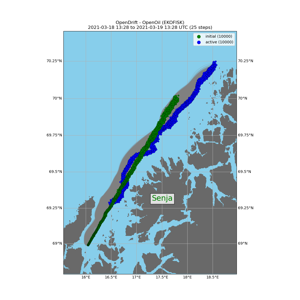 OpenDrift - OpenOil (EKOFISK)
2021-03-18 13:28 to 2021-03-19 13:28 UTC (25 steps)
initial (10000)
active (10000)
70.25°N 70.25°N
70°N 70°N
69.75°N 69.75°N
69.5°N 69.5°N
Senja
69.25°N 69.25°N
69°N 69°N
16°E 16.5°E 17°E 17.5°E 18°E 18.5°E